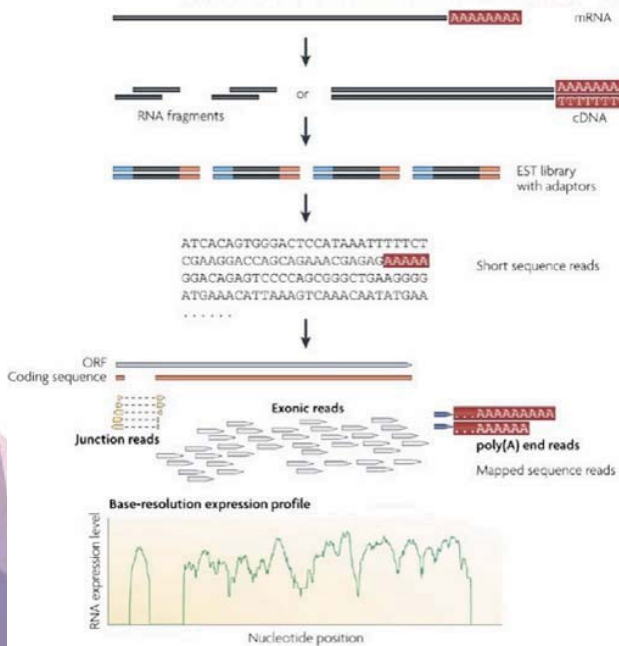 AAAAAAAA
mRNA
or
AAAAAAA
TTTTTTT
RNA fragments
cDNA
EST library
with adaptors
ATCACAGTGGGACTCCATAAATTTTTCT
CGAAGGACCAGCAGAAACGAGAGAAAAA
GGACAGAGTCCCCAGCGGGCTGAAGGGG
ATGAAACATTAAAGTCAAACAATATGAA
......
Short sequence reads
ORF
Coding sequence
Junction reads
Exonic reads
...AAAAAAAAA
...AAAAAA
poly(A) end reads
Mapped sequence reads
Base-resolution expression profile
RNA expression level
Nucleotide position